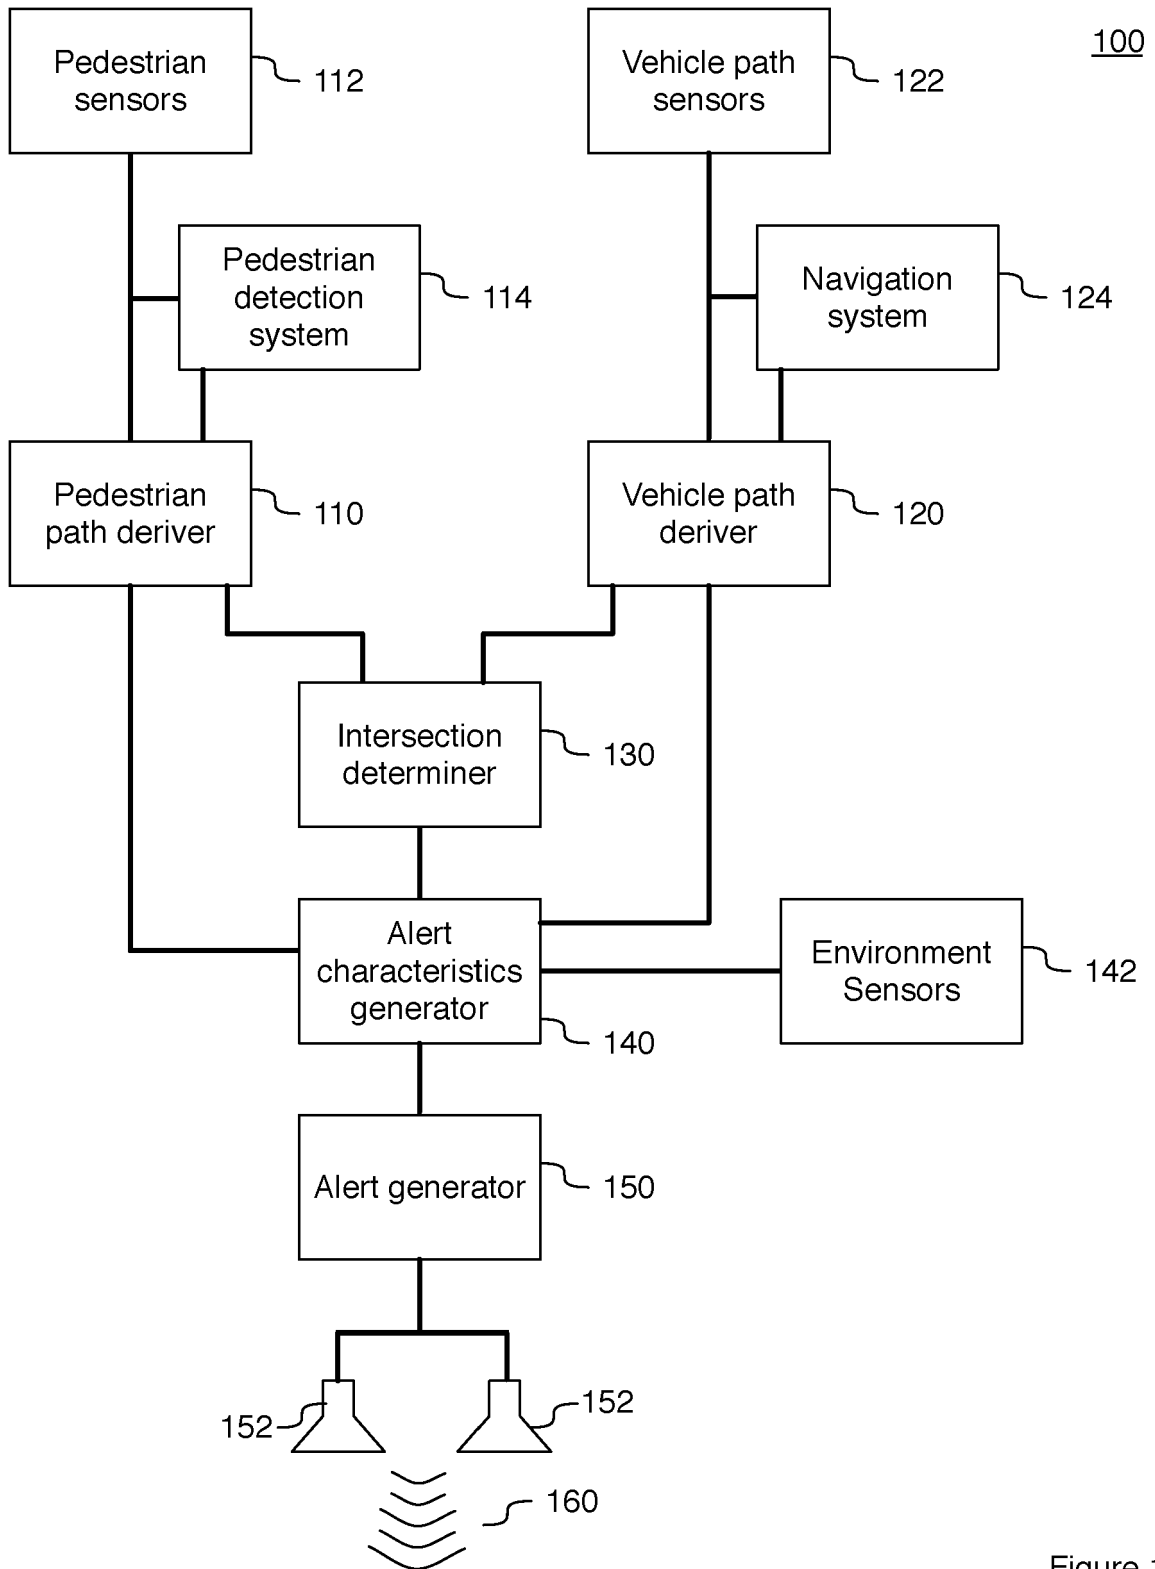 Pedestrian
sensors
112
Vehicle path
sensors
122
100
Pedestrian
detection
system
114
Navigation
system
124
Pedestrian
path deriver
110
Vehicle path
deriver
120
Intersection
determiner
130
Alert
characteristics
generator
140
Environment
Sensors
142
Alert generator
150
152
152
160
Figure 1